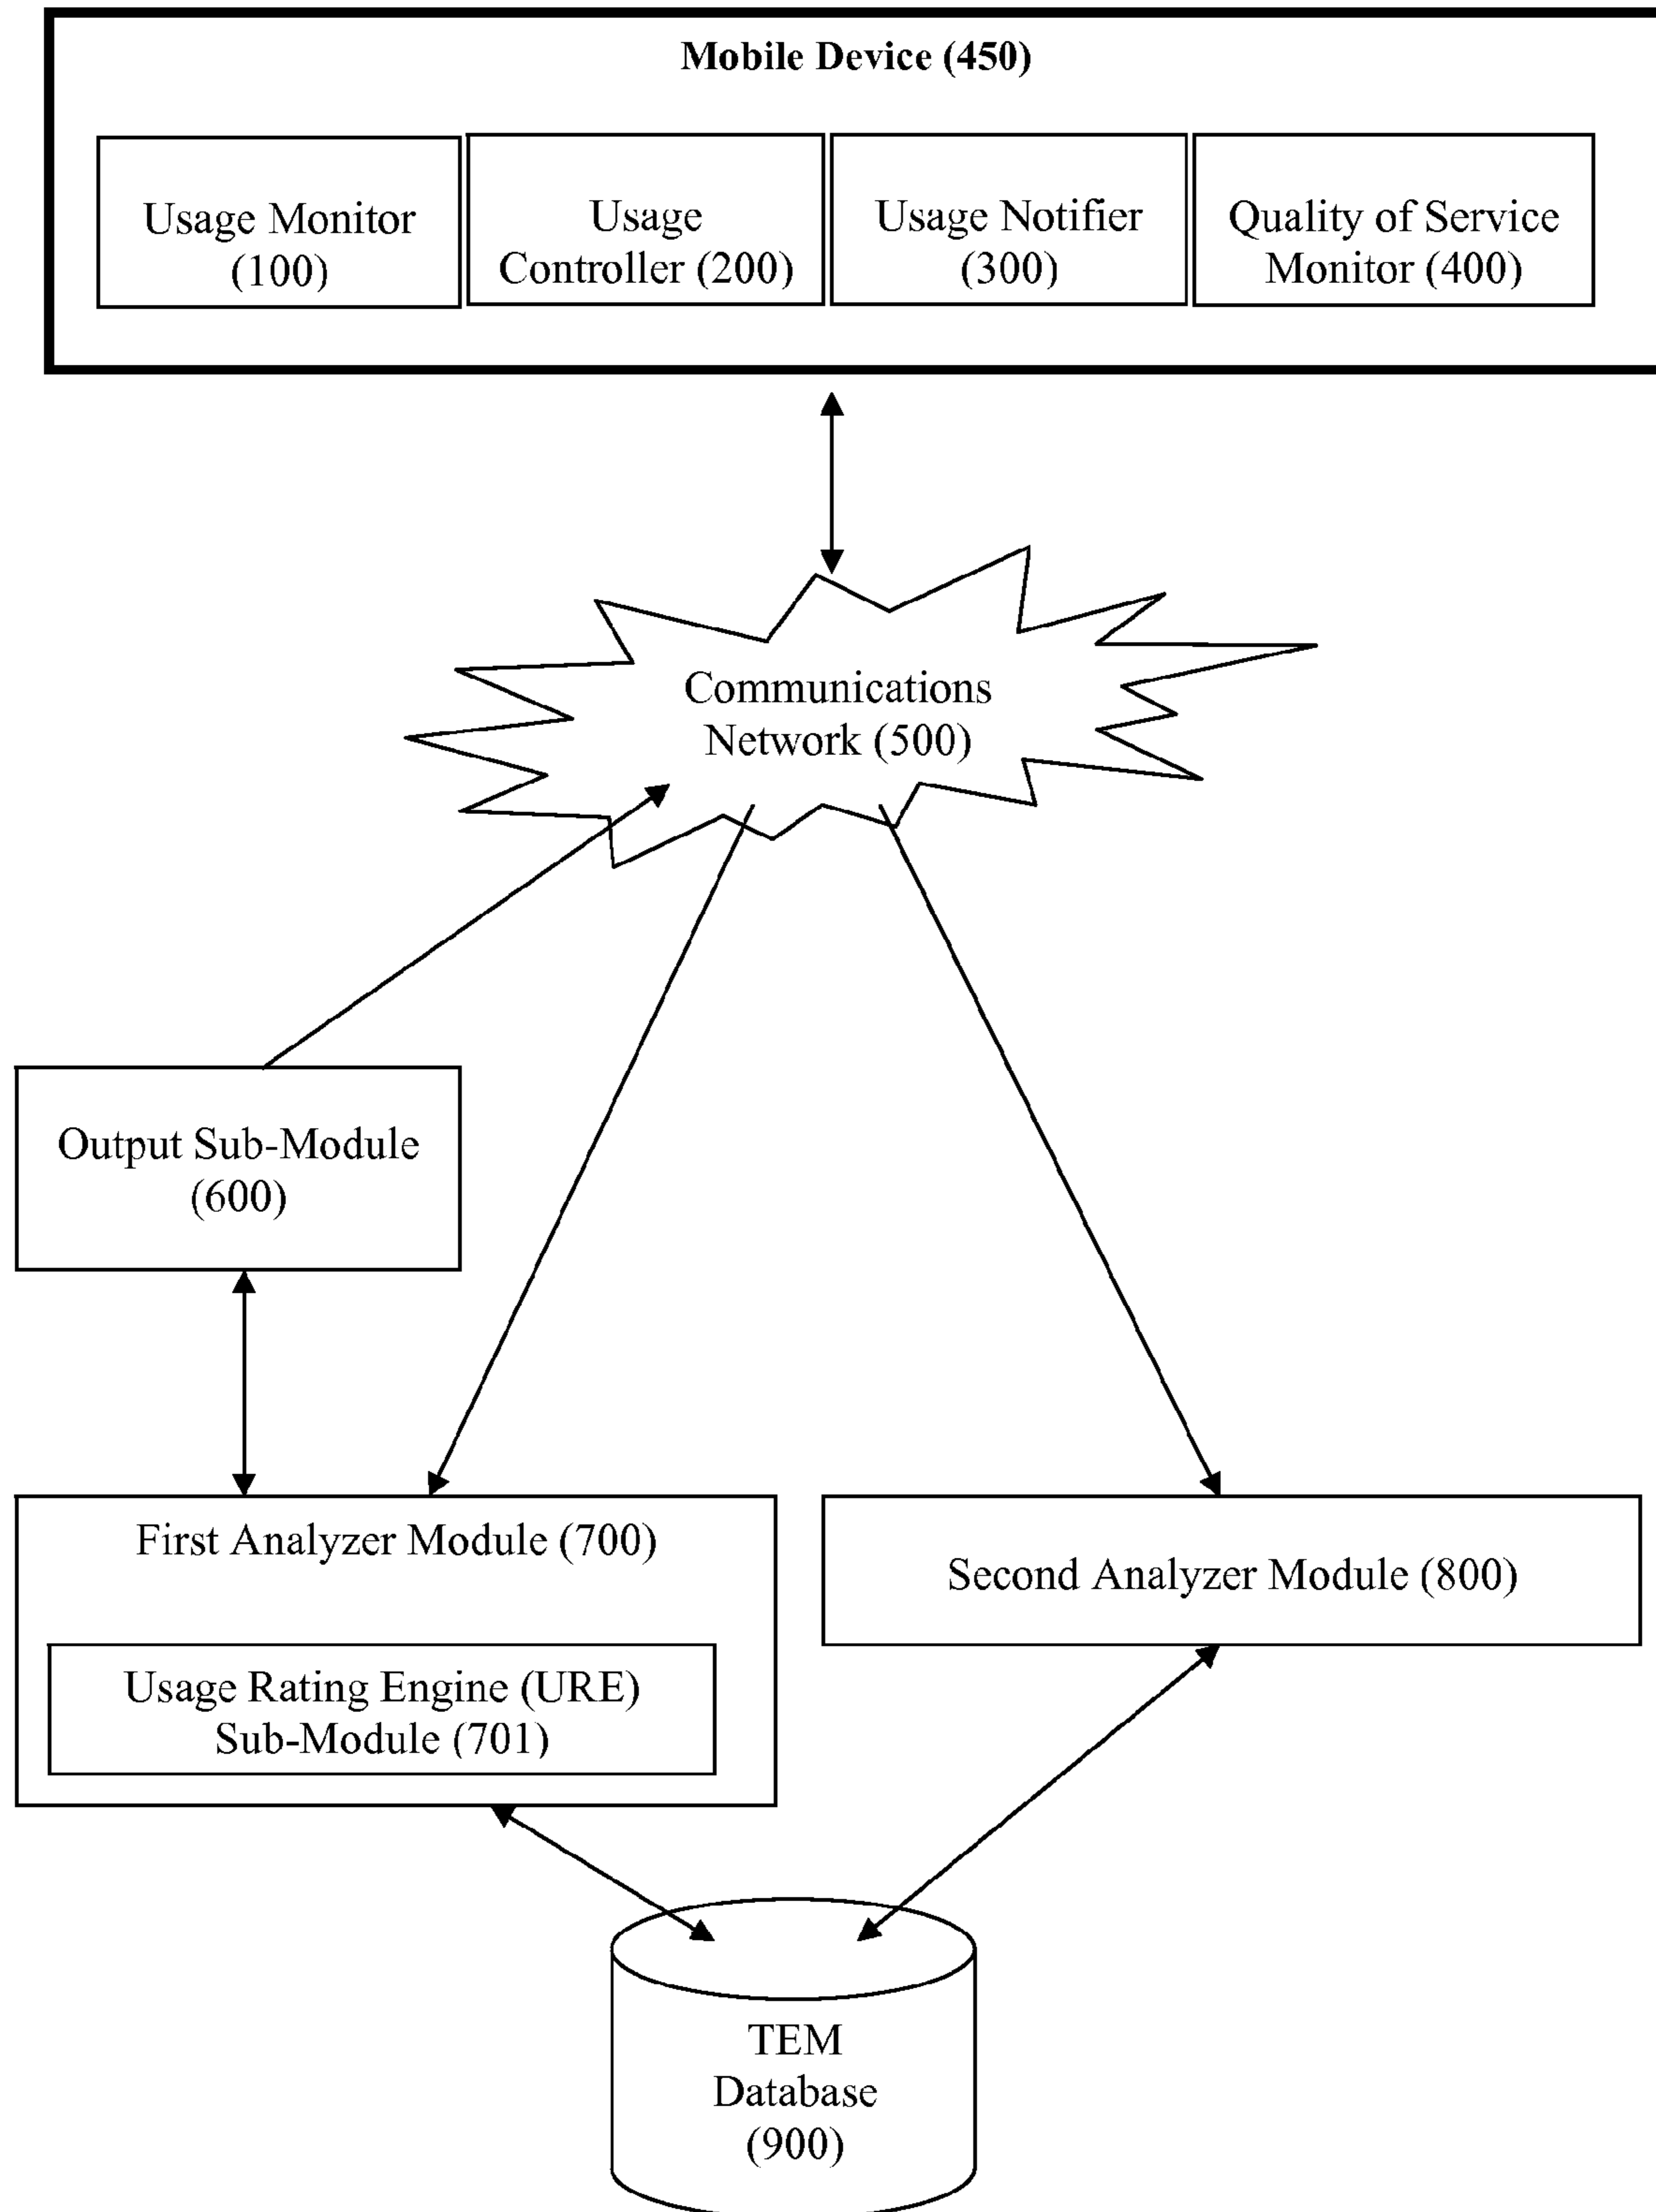 Mobile Device (450)
Usage Monitor
(100)
Usage
Controller (200)
Usage Notifier
(300)
Quality of Service
Monitor (400)
Communications
Network (500)
Output Sub-Module
(600)
First Analyzer Module (700)
Usage Rating Engine (URE)
Sub-Module (701)
Second Analyzer Module (800)
TEM
Database
(900)